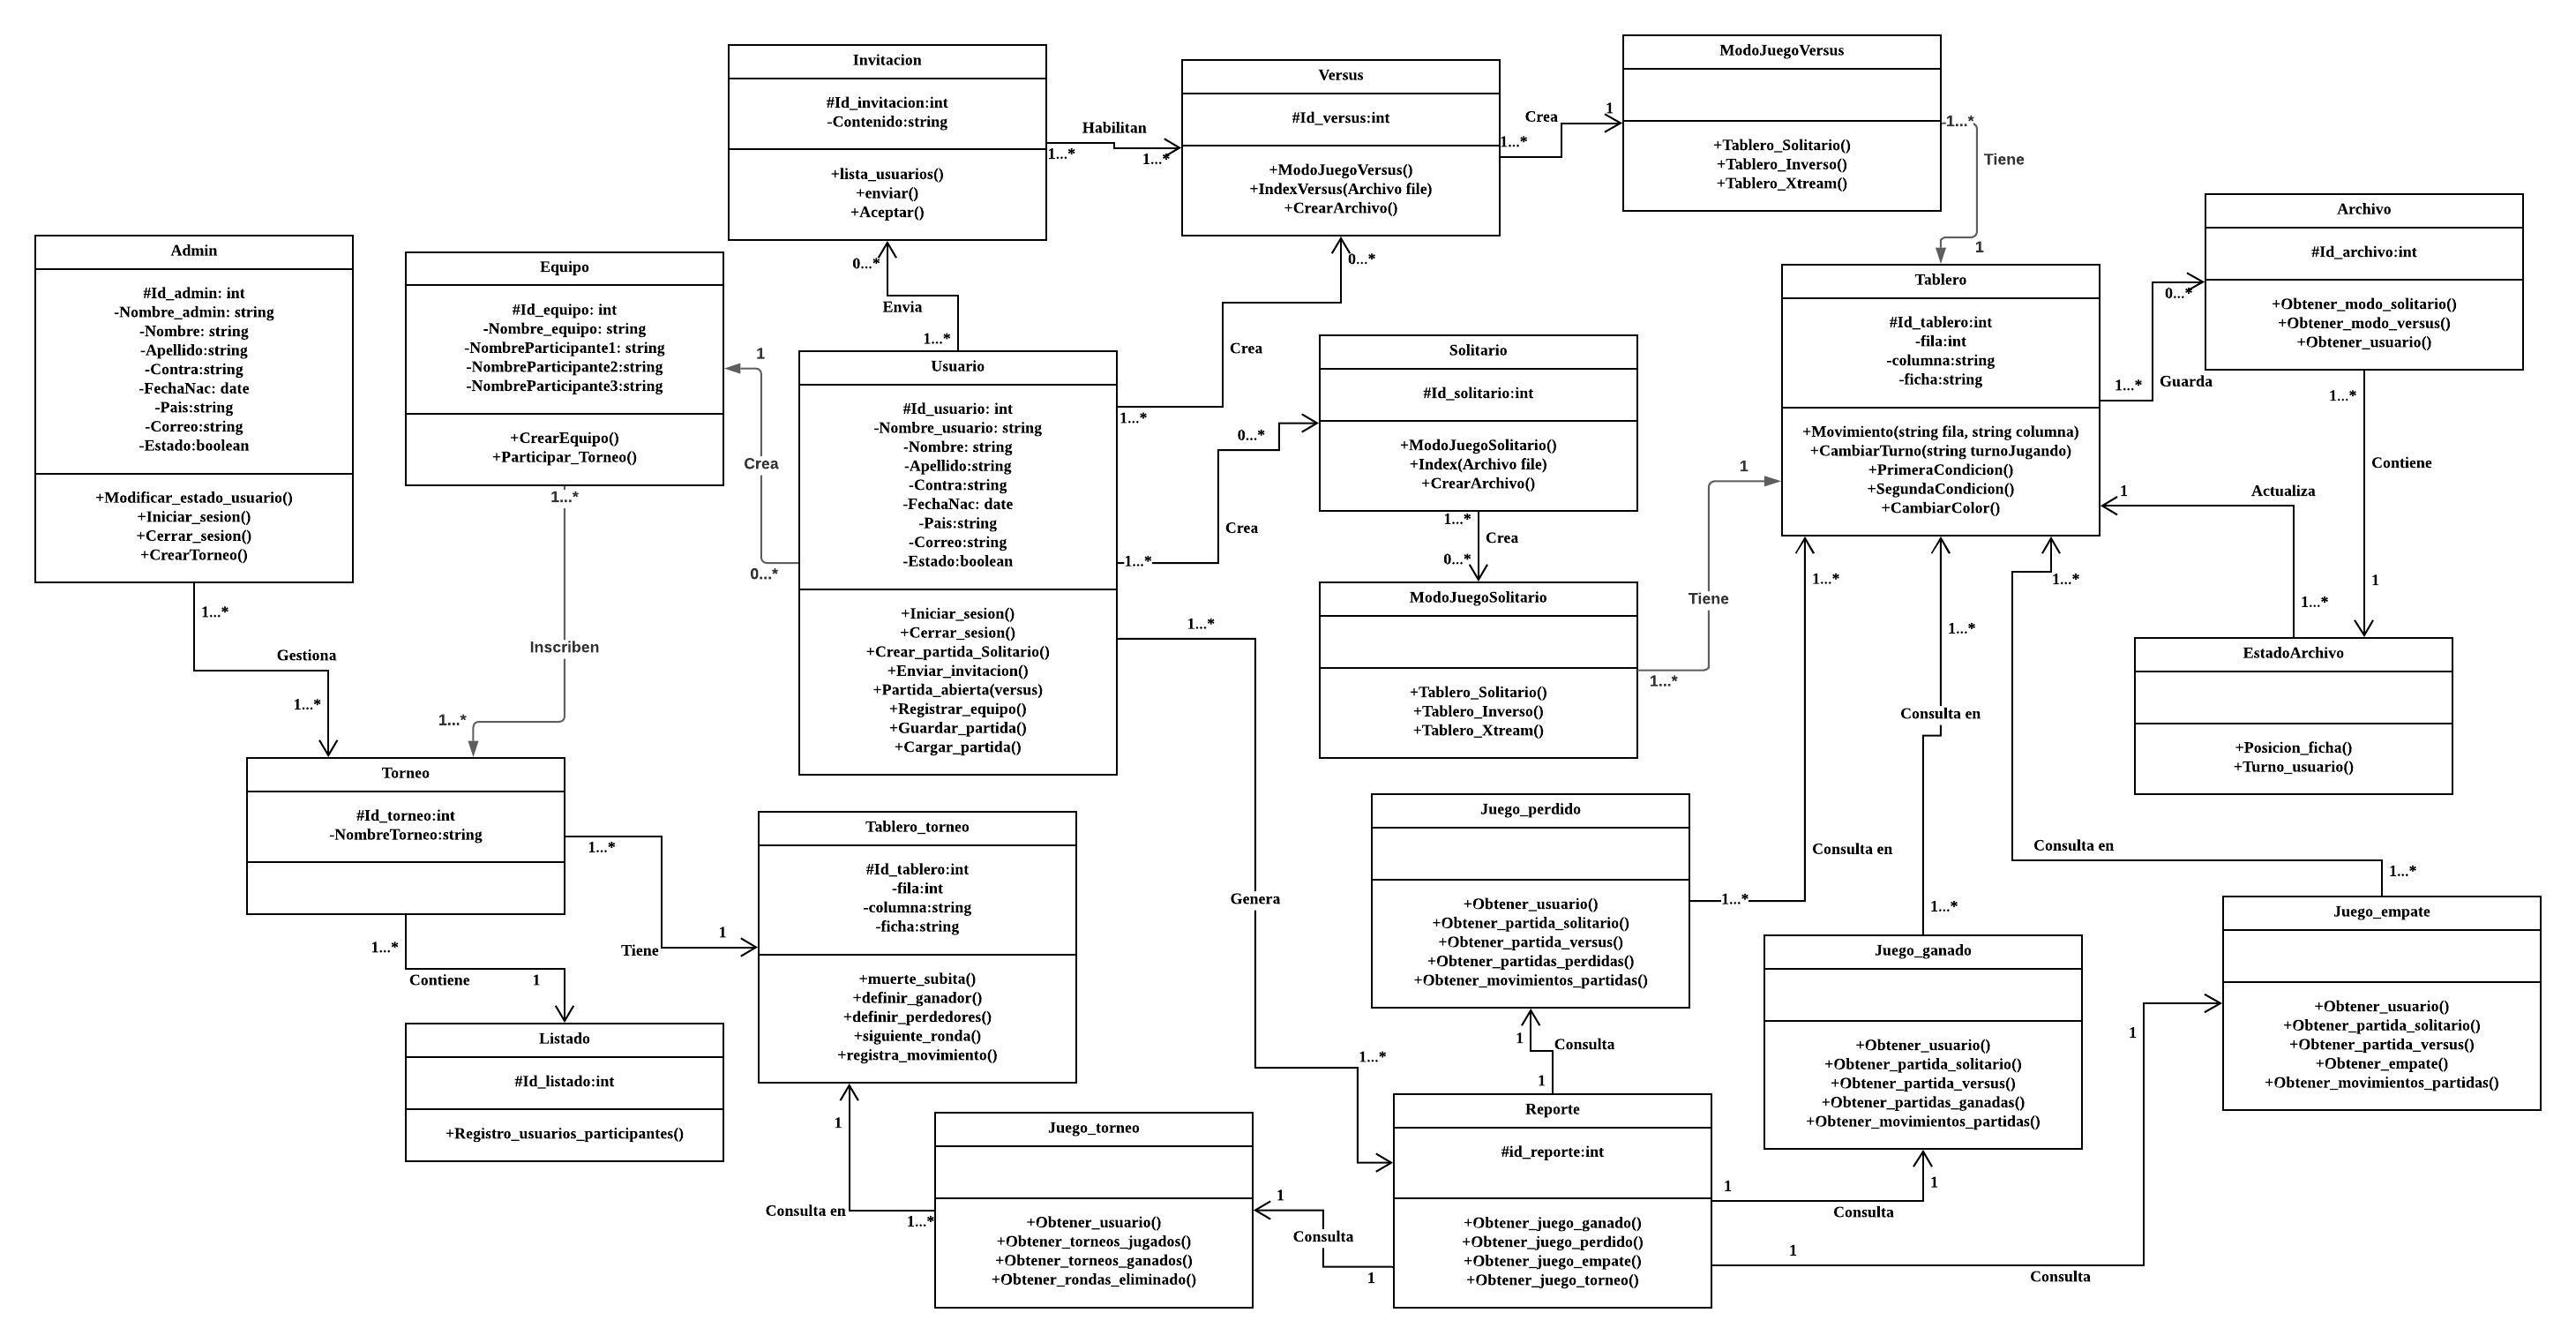 Invitacion
#Id_invitacion:int
-Contenido:string
+lista_usuarios()
+enviar()
+Aceptar()
Habilitan
1...*
1...*
Versus
#Id_versus:int
+ModoJuegoVersus()
+IndexVersus(Archivo file)
+CrearArchivo()
Crea
1...*
1
ModoJuegoVersus
+Tablero_Solitario()
+Tablero_Inverso()
+Tablero_Xtream()
1...*
Tiene
1
Archivo
#Id_archivo:int
+Obtener_modo_solitario()
+Obtener_modo_versus()
+Obtener_usuario()
Admin
#Id_admin: int
-Nombre_admin: string
-Nombre: string
-Apellido:string
-Contra:string
-FechaNac: date
-Pais:string
-Correo:string
-Estado:boolean
+Modificar_estado_usuario()
+Iniciar_sesion()
+Cerrar_sesion()
+CrearTorneo()
Equipo
#Id_equipo: int
-Nombre_equipo: string
-NombreParticipante1: string
-NombreParticipante2:string
-NombreParticipante3:string
+CrearEquipo()
+Participar_Torneo()
0...*
Envia
1...*
1
Crea
0...*
Usuario
#Id_usuario: int
-Nombre_usuario: string
-Nombre: string
-Apellido:string
-Contra:string
-FechaNac: date
-Pais:string
-Correo:string
-Estado:boolean
+Iniciar_sesion()
+Cerrar_sesion()
+Crear_partida_Solitario()
+Enviar_invitacion()
+Partida_abierta(versus)
+Registrar_equipo()
+Guardar_partida()
+Cargar_partida()
0...*
Crea
1...*
0...*
Crea
1...*
Solitario
#Id_solitario:int
+ModoJuegoSolitario()
+Index(Archivo file)
+CrearArchivo()
1...*
Crea
0...*
ModoJuegoSolitario
+Tablero_Solitario()
+Tablero_Inverso()
+Tablero_Xtream()
1
Tiene
1...*
Tablero
#Id_tablero:int
-fila:int
-columna:string
-ficha:string
+Movimiento(string fila, string columna)
+CambiarTurno(string turnoJugando)
+PrimeraCondicion()
+SegundaCondicion()
+CambiarColor()
0...*
1...*
Guarda
1...*
Contiene
1
1
Actualiza
1...*
EstadoArchivo
+Posicion_ficha()
+Turno_usuario()
1...*
Gestiona
1...*
1...*
Inscriben
1...*
Torneo
#Id_torneo:int
-NombreTorneo:string
1...*
Tiene
1
1...*
Contiene
1
Listado
#Id_listado:int
+Registro_usuarios_participantes()
Tablero_torneo
#Id_tablero:int
-fila:int
-columna:string
-ficha:string
+muerte_subita()
+definir_ganador()
+definir_perdedores()
+siguiente_ronda()
+registra_movimiento()
1
Consulta en
1...*
Juego_torneo
+Obtener_usuario()
+Obtener_torneos_jugados()
+Obtener_torneos_ganados()
+Obtener_rondas_eliminado()
1...*
Genera
1...*
1
Consulta
1
Reporte
#id_reporte:int
+Obtener_juego_ganado()
+Obtener_juego_perdido()
+Obtener_juego_empate()
+Obtener_juego_torneo()
1
Consulta
1
Juego_perdido
+Obtener_usuario()
+Obtener_partida_solitario()
+Obtener_partida_versus()
+Obtener_partidas_perdidas()
+Obtener_movimientos_partidas()
1...*
Consulta en
1...*
1...*
Consulta en
1...*
Juego_ganado
+Obtener_usuario()
+Obtener_partida_solitario()
+Obtener_partida_versus()
+Obtener_partidas_ganadas()
+Obtener_movimientos_partidas()
1
1
Consulta
1...*
Consulta en
1...*
Juego_empate
+Obtener_usuario()
+Obtener_partida_solitario()
+Obtener_partida_versus()
+Obtener_empate()
+Obtener_movimientos_partidas()
1
1
Consulta